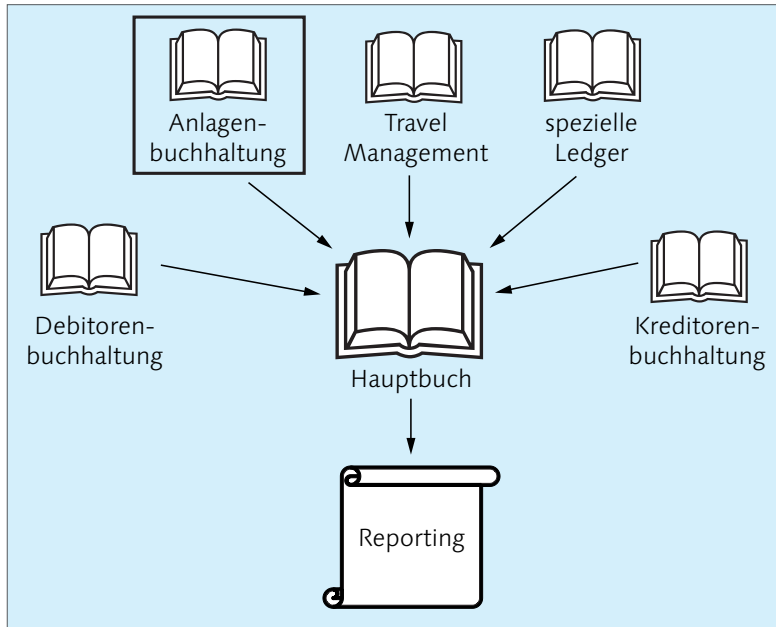 Anlagen-
buchhaltung
Travel
Management
spezielle
Ledger
Debitoren-
buchhaltung
Hauptbuch
Kreditoren-
buchhaltung
Reporting